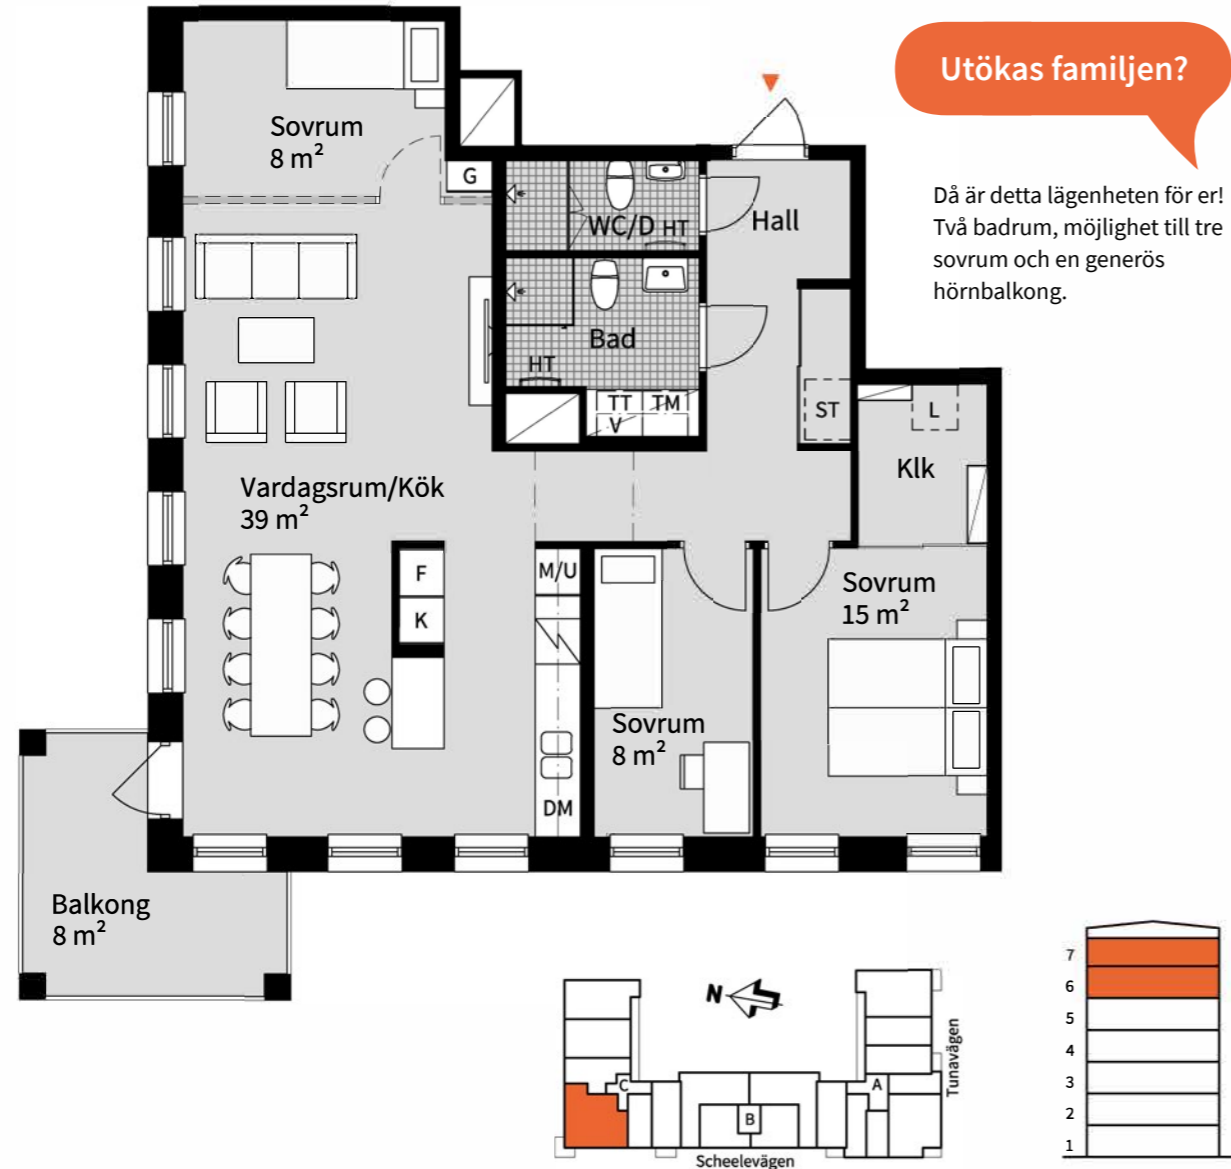 Utökas familjen?
Då är detta lägenheten för er!
Två badrum, möjlighet till tre
sovrum och en generös
hörnbalkong.
Sovrum
8 m²
G
WC/D HT
Hall
Bad
HT
TT TM
V
ST
L
Klk
Vardagsrum/Kök
39 m²
F
K
M/U
Sovrum
15 m²
Sovrum
8 m²
DM
Balkong
8 m²
N
C
A
B
Tunavägen
Scheelevägen
7
6
5
4
3
2
1